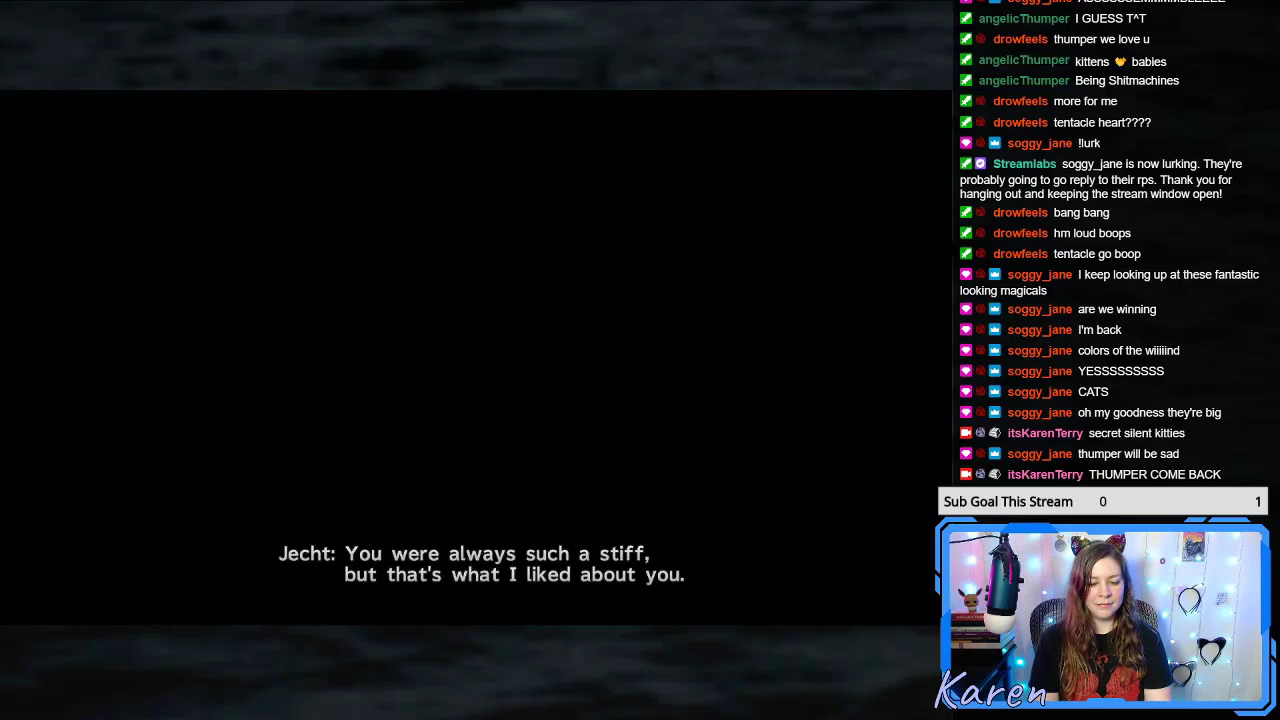 angelicThumper I GUESS T^T
drowfeels thumper we love u
angelicThumper kittens babies
angelicThumper Being Shitmachines
drowfeels more for me
drowfeels tentacle heart????
soggy_jane !lurk
Streamlabs soggy_jane is now lurking. They're
probably going to go reply to their rps. Thank you for
hanging out and keeping the stream window open!
drowfeels bang bang
drowfeels hm loud boops
drowfeels tentacle go boop
soggy_jane I keep looking up at these fantastic
looking magicals
soggy_jane are we winning
soggy_jane I'm back
soggy_jane colors of the wiiiiind
soggy_jane YESSSSSSSSS
soggy_jane CATS
soggy_jane oh my goodness they're big
itsKarenTerry secret silent kitties
soggy_jane thumper will be sad
itsKarenTerry THUMPER COME BACK
Sub Goal This Stream 0 1
Jecht: You were always such a stiff,
but that's what I liked about you.
Karen